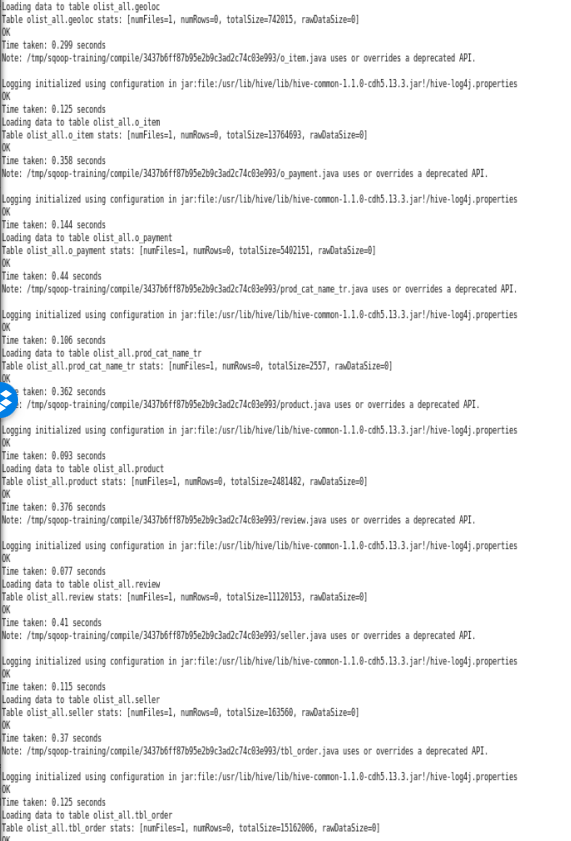 Loading data to table olist_all.geoloc
Table olist_all.geoloc stats: [numFiles=1, numRows=0, totalSize=742015, rawDataSize=0]
OK
Time taken: 0.299 seconds
Note: /tmp/sqoop-training/compile/3437b6ff87b95e2b9c3ad2c74c03e993/o_item.java uses or overrides a deprecated API.
Logging initialized using configuration in jar:file:/usr/lib/hive/lib/hive-common-1.1.0-cdh5.13.3.jar!/hive-log4j.properties
OK
Time taken: 0.125 seconds
Loading data to table olist_all.o_item
Table olist_all.o_item stats: [numFiles=1, numRows=0, totalSize=13764693, rawDataSize=0]
OK
Time taken: 0.358 seconds
Note: /tmp/sqoop-training/compile/3437b6ff87b95e2b9c3ad2c74c03e993/o_payment.java uses or overrides a deprecated API.
Logging initialized using configuration in jar:file:/usr/lib/hive/lib/hive-common-1.1.0-cdh5.13.3.jar!/hive-log4j.properties
OK
Time taken: 0.144 seconds
Loading data to table olist_all.o_payment
Table olist_all.o_payment stats: [numFiles=1, numRows=0, totalSize=5402151, rawDataSize=0]
OK
Time taken: 0.44 seconds
Note: /tmp/sqoop-training/compile/3437b6ff87b95e2b9c3ad2c74c03e993/prod_cat_name_tr.java uses or overrides a deprecated API.
Logging initialized using configuration in jar:file:/usr/lib/hive/lib/hive-common-1.1.0-cdh5.13.3.jar!/hive-log4j.properties
OK
Time taken: 0.106 seconds
Loading data to table olist_all.prod_cat_name_tr
Table olist_all.prod_cat_name_tr stats: [numFiles=1, numRows=0, totalSize=2557, rawDataSize=0]
OK
taken: 0.362 seconds
/tmp/sqoop-training/compile/3437b6ff87b95e2b9c3ad2c74c03e993/product.java uses or overrides a deprecated API.
Logging initialized using configuration in jar:file:/usr/lib/hive/lib/hive-common-1.1.0-cdh5.13.3.jar!/hive-log4j.properties
OK
Time taken: 0.093 seconds
Loading data to table olist_all.product
Table olist_all.product stats: [numFiles=1, numRows=0, totalSize=2481482, rawDataSize=0]
OK
Time taken: 0.376 seconds
Note: /tmp/sqoop-training/compile/3437b6ff87b95e2b9c3ad2c74c03e993/review.java uses or overrides a deprecated API.
Logging initialized using configuration in jar:file:/usr/lib/hive/lib/hive-common-1.1.0-cdh5.13.3.jar!/hive-log4j.properties
OK
Time taken: 0.077 seconds
Loading data to table olist_all.review
Table olist_all.review stats: [numFiles=1, numRows=0, totalSize=11120153, rawDataSize=0]
OK
Time taken: 0.41 seconds
Note: /tmp/sqoop-training/compile/3437b6ff87b95e2b9c3ad2c74c03e993/seller.java uses or overrides a deprecated API.
Logging initialized using configuration in jar:file:/usr/lib/hive/lib/hive-common-1.1.0-cdh5.13.3.jar!/hive-log4j.properties
OK
Time taken: 0.115 seconds
Loading data to table olist_all.seller
Table olist_all.seller stats: [numFiles=1, numRows=0, totalSize=163560, rawDataSize=0]
OK
Time taken: 0.37 seconds
Note: /tmp/sqoop-training/compile/3437b6ff87b95e2b9c3ad2c74c03e993/tbl_order.java uses or overrides a deprecated API.
Logging initialized using configuration in jar:file:/usr/lib/hive/lib/hive-common-1.1.0-cdh5.13.3.jar!/hive-log4j.properties
OK
Time taken: 0.125 seconds
Loading data to table olist_all.tbl_order
Table olist_all.tbl_order stats: [numFiles=1, numRows=0, totalSize=15162006, rawDataSize=0]
OK